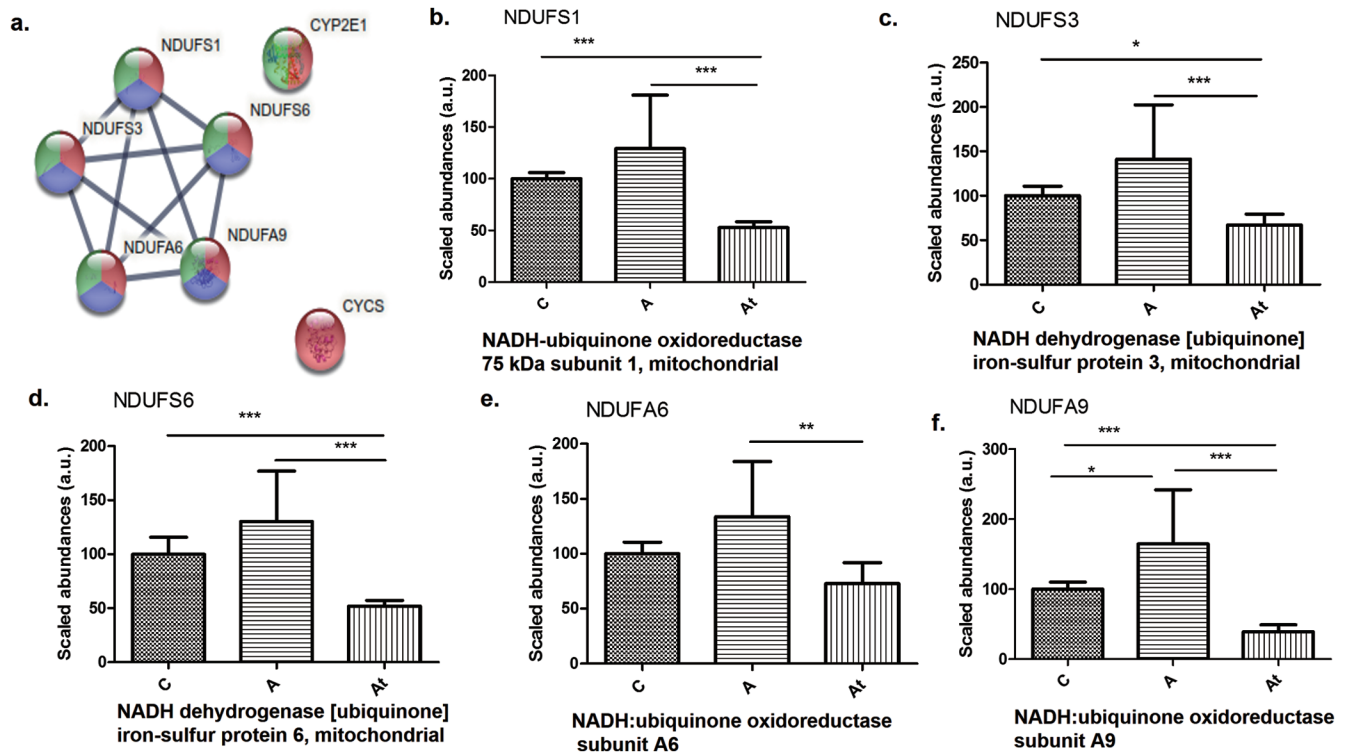 a.
NDUFS1
CYP2E1
NDUFS6
NDUFS3
NDUFA6
NDUFA9
CYCS
b.
NDUFS1
***
***
Scaled abundances (a.u.)
200
150
100
50
0
C
A
At
NADH-ubiquinone oxidoreductase
75 kDa subunit 1, mitochondrial
c.
NDUFS3
*
***
Scaled abundances (a.u.)
250
200
150
100
50
0
C
A
At
NADH dehydrogenase [ubiquinone]
iron-sulfur protein 3, mitochondrial
d.
NDUFS6
***
***
Scaled abundances (a.u.)
200
150
100
50
0
C
A
At
NADH dehydrogenase [ubiquinone]
iron-sulfur protein 6, mitochondrial
e.
NDUFA6
**
Scaled abundances (a.u.)
200
150
100
50
0
C
A
At
NADH:ubiquinone oxidoreductase
subunit A6
f.
NDUFA9
***
*
***
Scaled abundances (a.u.)
300
200
100
0
C
A
At
NADH:ubiquinone oxidoreductase
subunit A9